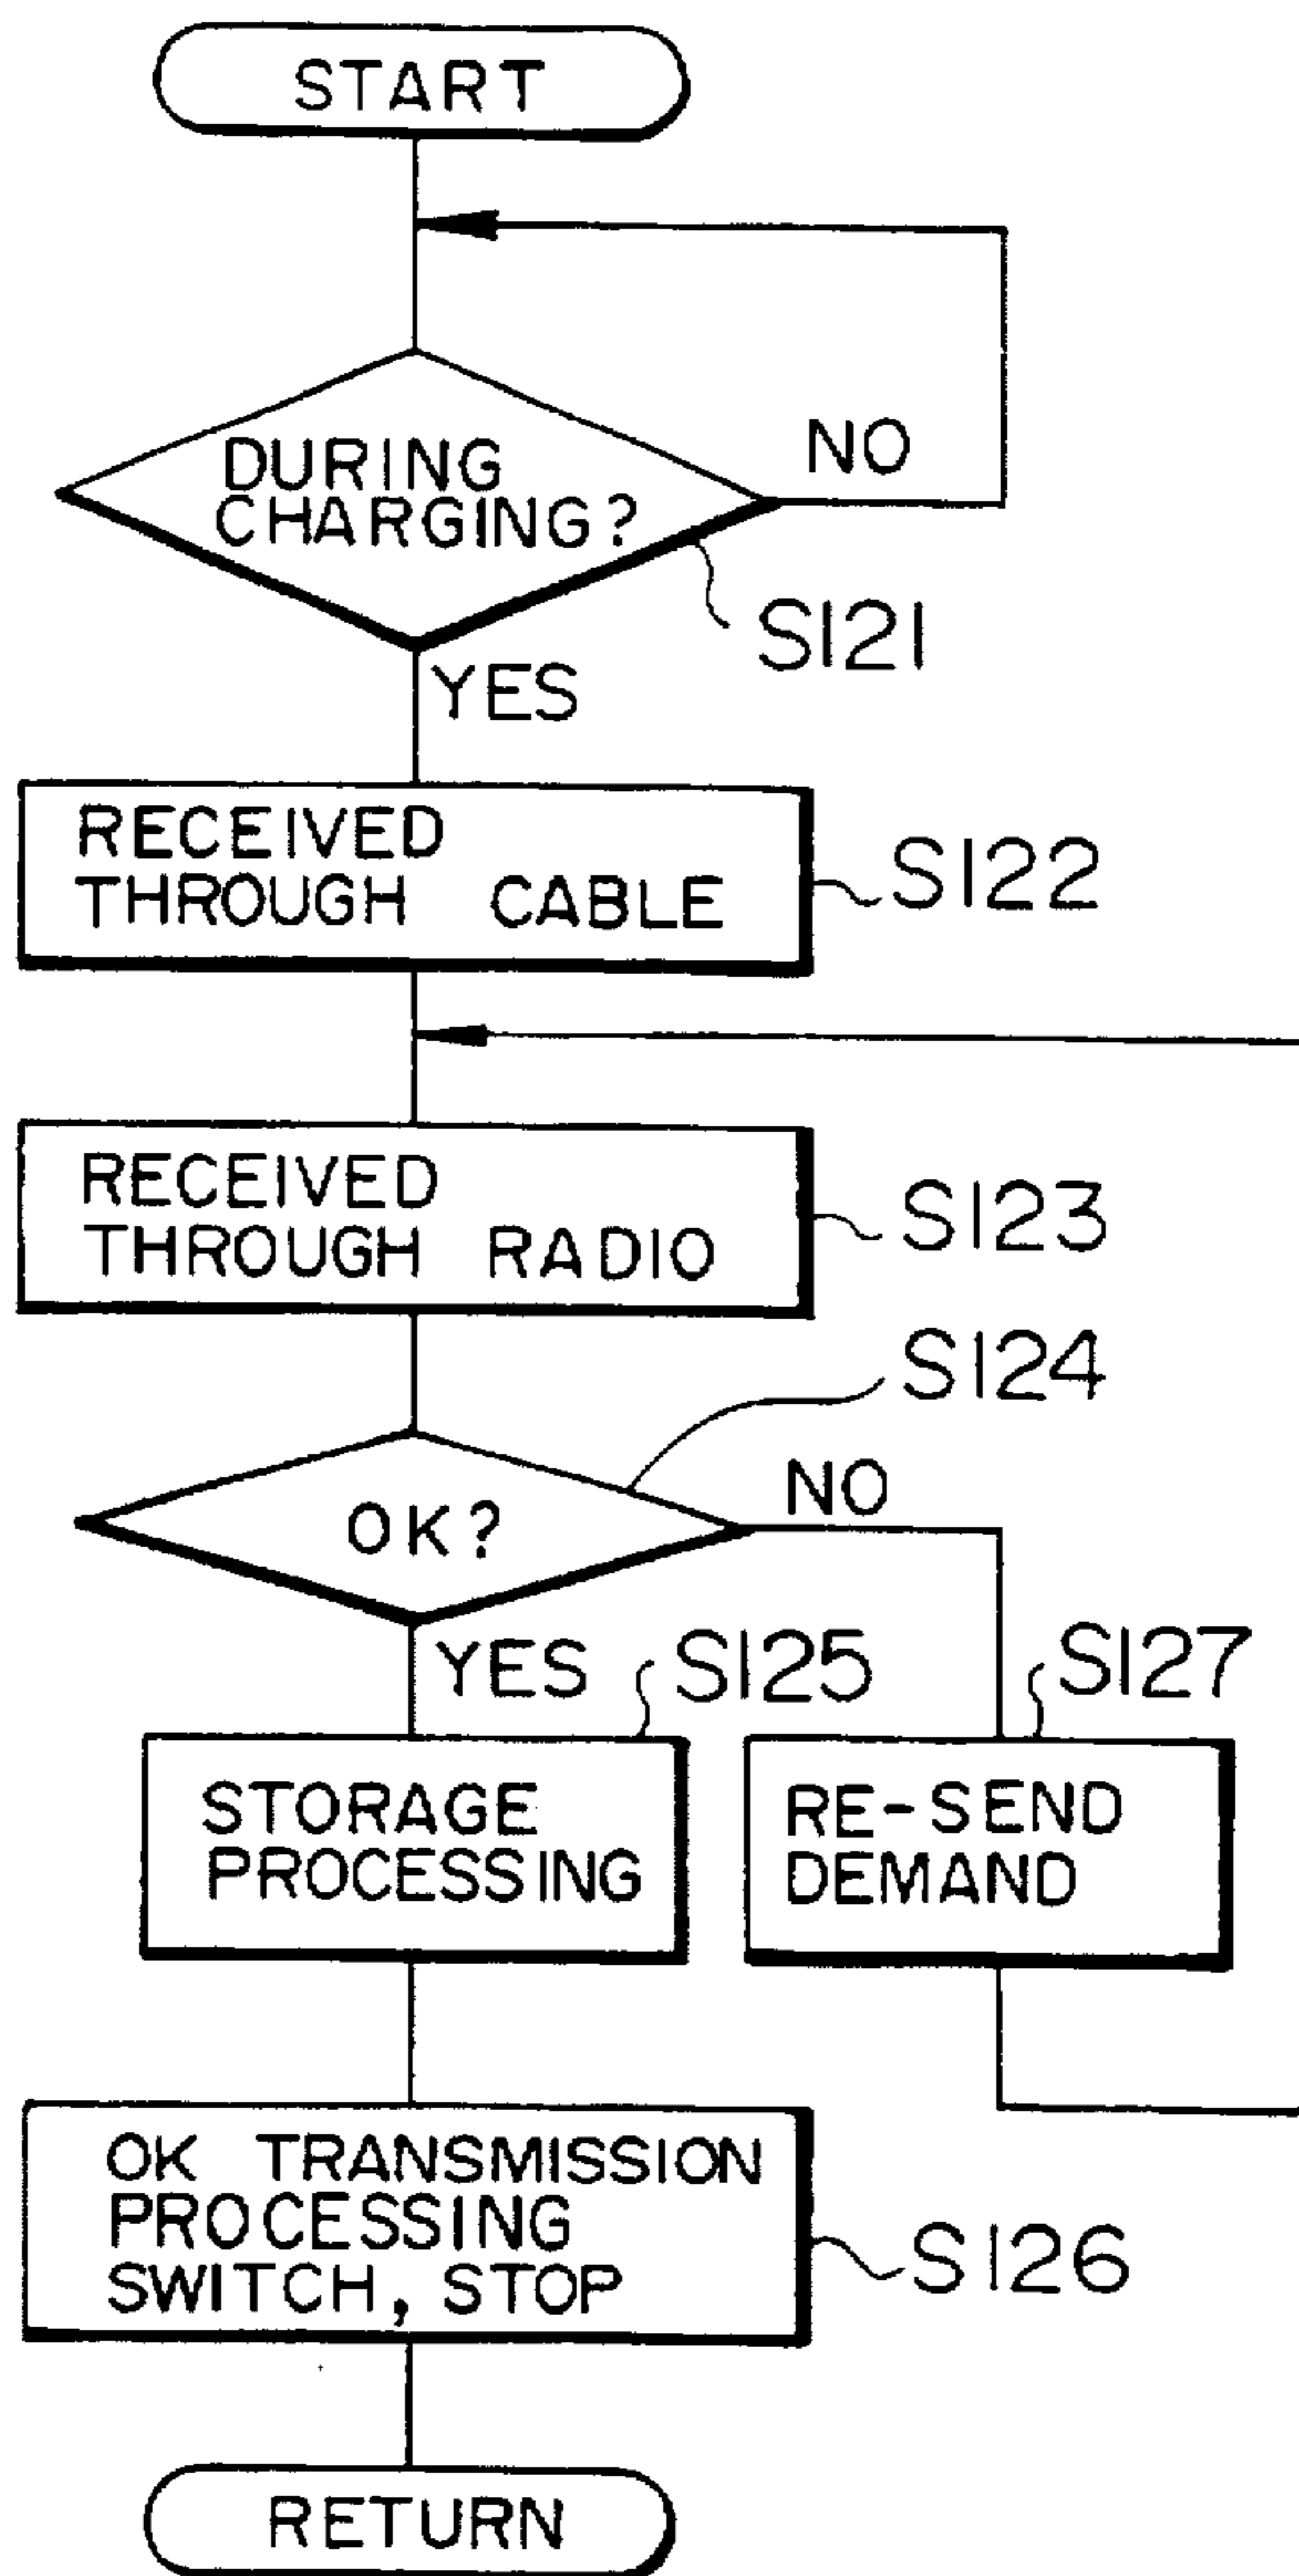 START
DURING
CHARGING?
NO
S121
YES
RECEIVED
THROUGH CABLE
S122
RECEIVED
THROUGH RADIO
S123
S124
OK?
NO
YES
S125
S127
STORAGE
PROCESSING
RE-SEND
DEMAND
OK TRANSMISSION
PROCESSING
SWITCH, STOP
S126
RETURN